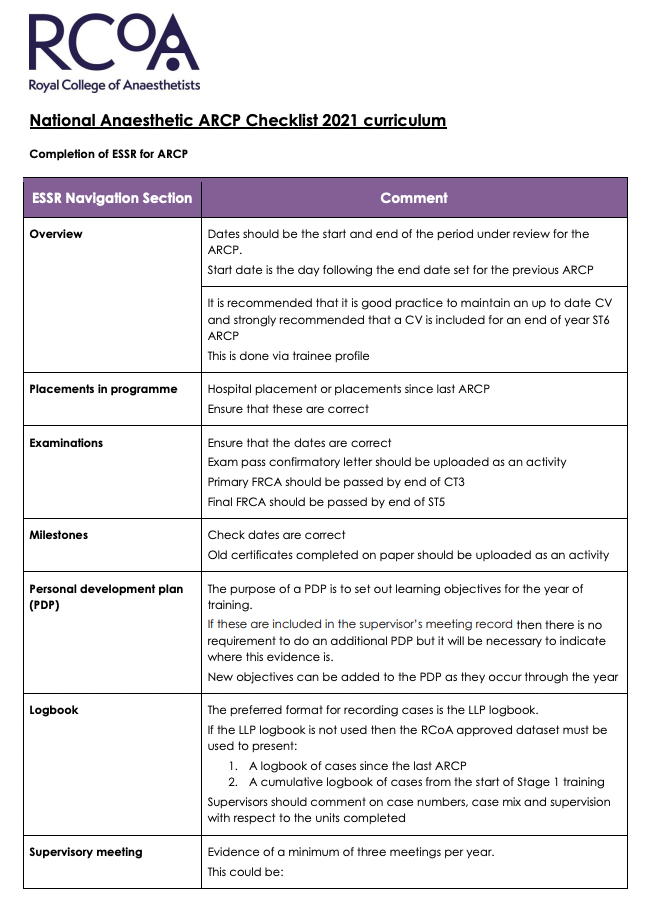 RCOA
Royal College of Anaesthetists
National Anaesthetic ARCP Checklist 2021 curriculum
Completion of ESSR for ARCP
ESSR Navigation Section
Comment
Overview
Dates should be the start and end of the period under review for the
ARCP.
Start date is the day following the end date set for the previous ARCP
It is recommended that it is good practice to maintain an up to date CV
and strongly recommended that a CV is included for an end of year ST6
ARCP
This is done via trainee profile
Placements in programme
Hospital placement or placements since last ARCP
Ensure that these are correct
Examinations
Ensure that the dates are correct
Exam pass confirmatory letter should be uploaded as an activity
Primary FRCA should be passed by end of CT3
Final FRCA should be passed by end of ST5
Milestones
Check dates are correct
Old certificates completed on paper should be uploaded as an activity
Personal development plan
(PDP)
The purpose of a PDP is to set out learning objectives for the year of
training.
If these are included in the supervisor's meeting record then there is no
requirement to do an additional PDP but it will be necessary to indicate
where this evidence is.
New objectives can be added to the PDP as they occur through the year
Logbook
The preferred format for recording cases is the LLP logbook.
If the LLP logbook is not used then the RCoA approved dataset must be
used to present:
1. A logbook of cases since the last ARCP
2. A cumulative logbook of cases from the start of Stage 1 training
Supervisors should comment on case numbers, case mix and supervision
with respect to the units completed
Supervisory meeting
Evidence of a minimum of three meetings per year.
This could be: